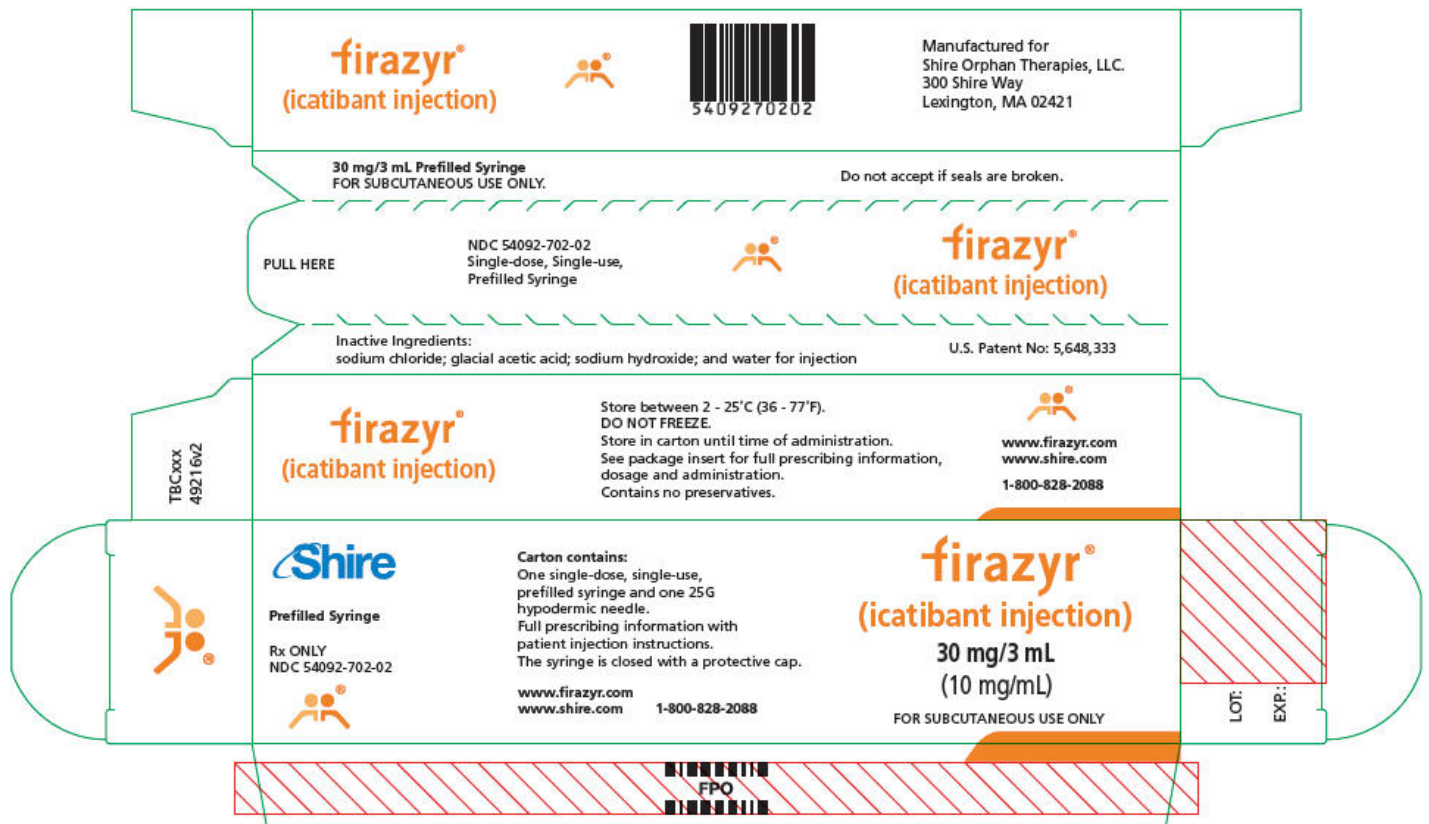 firazyr®
(icatibant injection)
®
5409270202
Manufactured for
Shire Orphan Therapies, LLC.
300 Shire Way
Lexington, MA 02421
30 mg/3 mL Prefilled Syringe
FOR SUBCUTANEOUS USE ONLY.
Do not accept if seals are broken.
PULL HERE
NDC 54092-702-02
Single-dose, Single-use,
Prefilled Syringe
®
firazyr®
(icatibant injection)
Inactive Ingredients:
sodium chloride; glacial acetic acid; sodium hydroxide; and water for injection
U.S. Patent No: 5,648,333
TBCxxx
49216v2
firazyr®
(icatibant injection)
Store between 2 - 25˚C (36 - 77˚F).
DO NOT FREEZE.
Store in carton until time of administration.
See package insert for full prescribing information,
dosage and administration.
Contains no preservatives.
®
www.firazyr.com
www.shire.com
1-800-828-2088
®
Shire
Prefilled Syringe
Rx ONLY
NDC 54092-702-02
®
Carton contains:
One single-dose, single-use,
prefilled syringe and one 25G
hypodermic needle.
Full prescribing information with
patient injection instructions.
The syringe is closed with a protective cap.
www.firazyr.com
www.shire.com 1-800-828-2088
firazyr®
(icatibant injection)
30 mg/3 mL
(10 mg/mL)
FOR SUBCUTANEOUS USE ONLY
LOT:
EXP.:
FPO